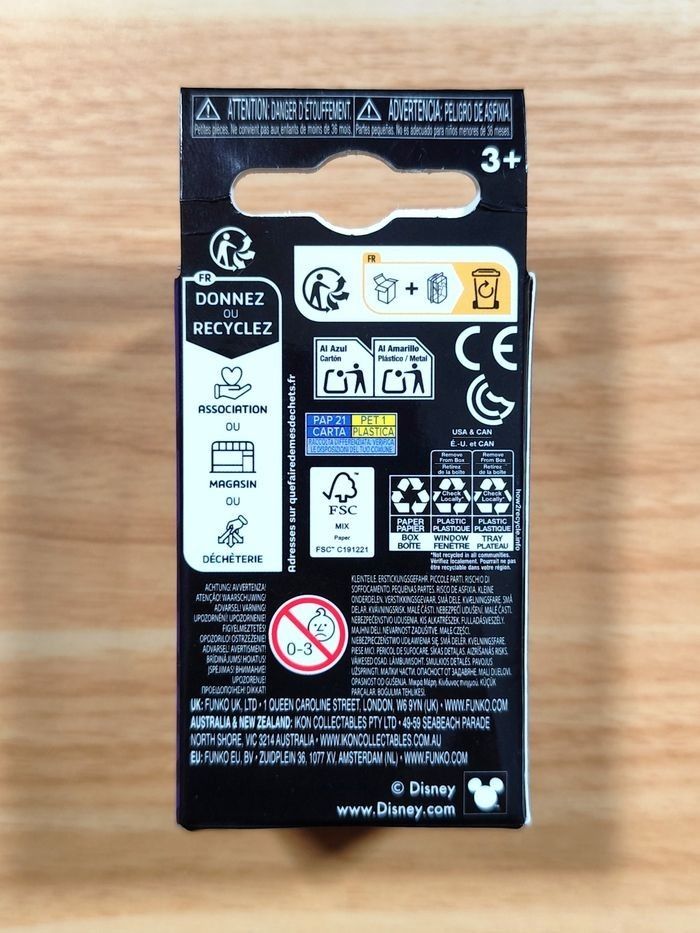 ATTENTION: DANGER D'ÉTOUFFEMENT.
Petites pièces. Ne convient pas aux enfants de moins de 36 mois.
ADVERTENCIA: PELIGRO DE ASFIXIA.
Partes pequeñas. No es adecuado para niños menores de 36 meses.
3+
FR
DONNEZ
OU
RECYCLEZ
ASSOCIATION
OU
MAGASIN
OU
DÉCHÈTERIE
Adresses sur quefairedemesdechets.fr
FR
+
Al Azul
Cartón
Al Amarillo
Plástico / Metal
CE
PAP 21
CARTA
PET 1
PLASTICA
RACCOLTA DIFFERENZIATA. VERIFICA
LE DISPOSIZIONI DEL TUO COMUNE.
FSC
MIX
Paper
FSC™ C191221
USA & CAN
É.-U. et CAN
Remove
From Box
Retirez
de la boîte
Remove
From Box
Retirez
de la boîte
Check
Locally*
Check
Locally*
PAPER
PAPIER
BOX
BOÎTE
PLASTIC
PLASTIQUE
WINDOW
FENÊTRE
PLASTIC
PLASTIQUE
TRAY
PLATEAU
*Not recycled in all communities.
Vérifiez localement. Pourrait ne pas
être recyclable dans votre région.
how2recycle.info
ACHTUNG! AVVERTENZA!
ATENÇÃO! WAARSCHUWING!
ADVARSEL! VARNING!
UPOZORNĚNÍ! UPOZORNENIE!
FIGYELMEZTETÉS!
OPOZORILO! OSTRZEŻENIE!
ADVARSEL! AVERTISMENT!
BRĪDINĀJUMS! HOIATUS!
ĮSPĖJIMAS! ВНИМАНИЕ!
UPOZORENJE!
ΠΡΟΕΙΔΟΠΟΙΗΣΗ! DİKKAT!
0-3
KLEINTEILE. ERSTICKUNGSGEFAHR. PICCOLE PARTI. RISCHIO DI
SOFFOCAMENTO. PEQUENAS PARTES. RISCO DE ASFIXIA. KLEINE
ONDERDELEN. VERSTIKKINGSGEVAAR. SMÅ DELE. KVÆLNINGSFARE. SMÅ
DELAR. KVÄVNINGSRISK. MALÉ ČÁSTI. NEBEZPEČÍ UDUŠENÍ. MALÉ ČASTI.
NEBEZPEČENSTVO UDUSENIA. KIS ALKATRÉSZEK. FULLADÁSVESZÉLY.
MAJHNI DELI. NEVARNOST ZADUŠITVE. MAŁE CZĘŚCI.
NIEBEZPIECZEŃSTWO UDŁAWIENIA SIĘ. SMÅ DELER. KVELNINGSFARE.
PIESE MICI. PERICOL DE SUFOCARE. SĪKAS DETAĻAS. AIZRĪŠANĀS RISKS.
VÄIKESED OSAD. LÄMBUMISOHT. SMULKIOS DETALĖS. PAVOJUS
UŽSPRINGTI. МАЛКИ ЧАСТИ. ОПАСНОСТ ОТ ЗАДАВЯНЕ. MALI DIJELOVI.
OPASNOST OD GUŠENJA. Μικρά Μέρη. Κίνδυνος πνιγμού. KÜÇÜK
PARÇALAR. BOĞULMA TEHLİKESİ.
UK: FUNKO UK, LTD • 1 QUEEN CAROLINE STREET, LONDON, W6 9YN (UK) • WWW.FUNKO.COM
AUSTRALIA & NEW ZEALAND: IKON COLLECTABLES PTY LTD • 49-59 SEABEACH PARADE
NORTH SHORE, VIC 3214 AUSTRALIA • WWW.IKONCOLLECTABLES.COM.AU
EU: FUNKO EU, BV • ZUIDPLEIN 36, 1077 XV, AMSTERDAM (NL) • WWW.FUNKO.COM
© Disney
www.Disney.com